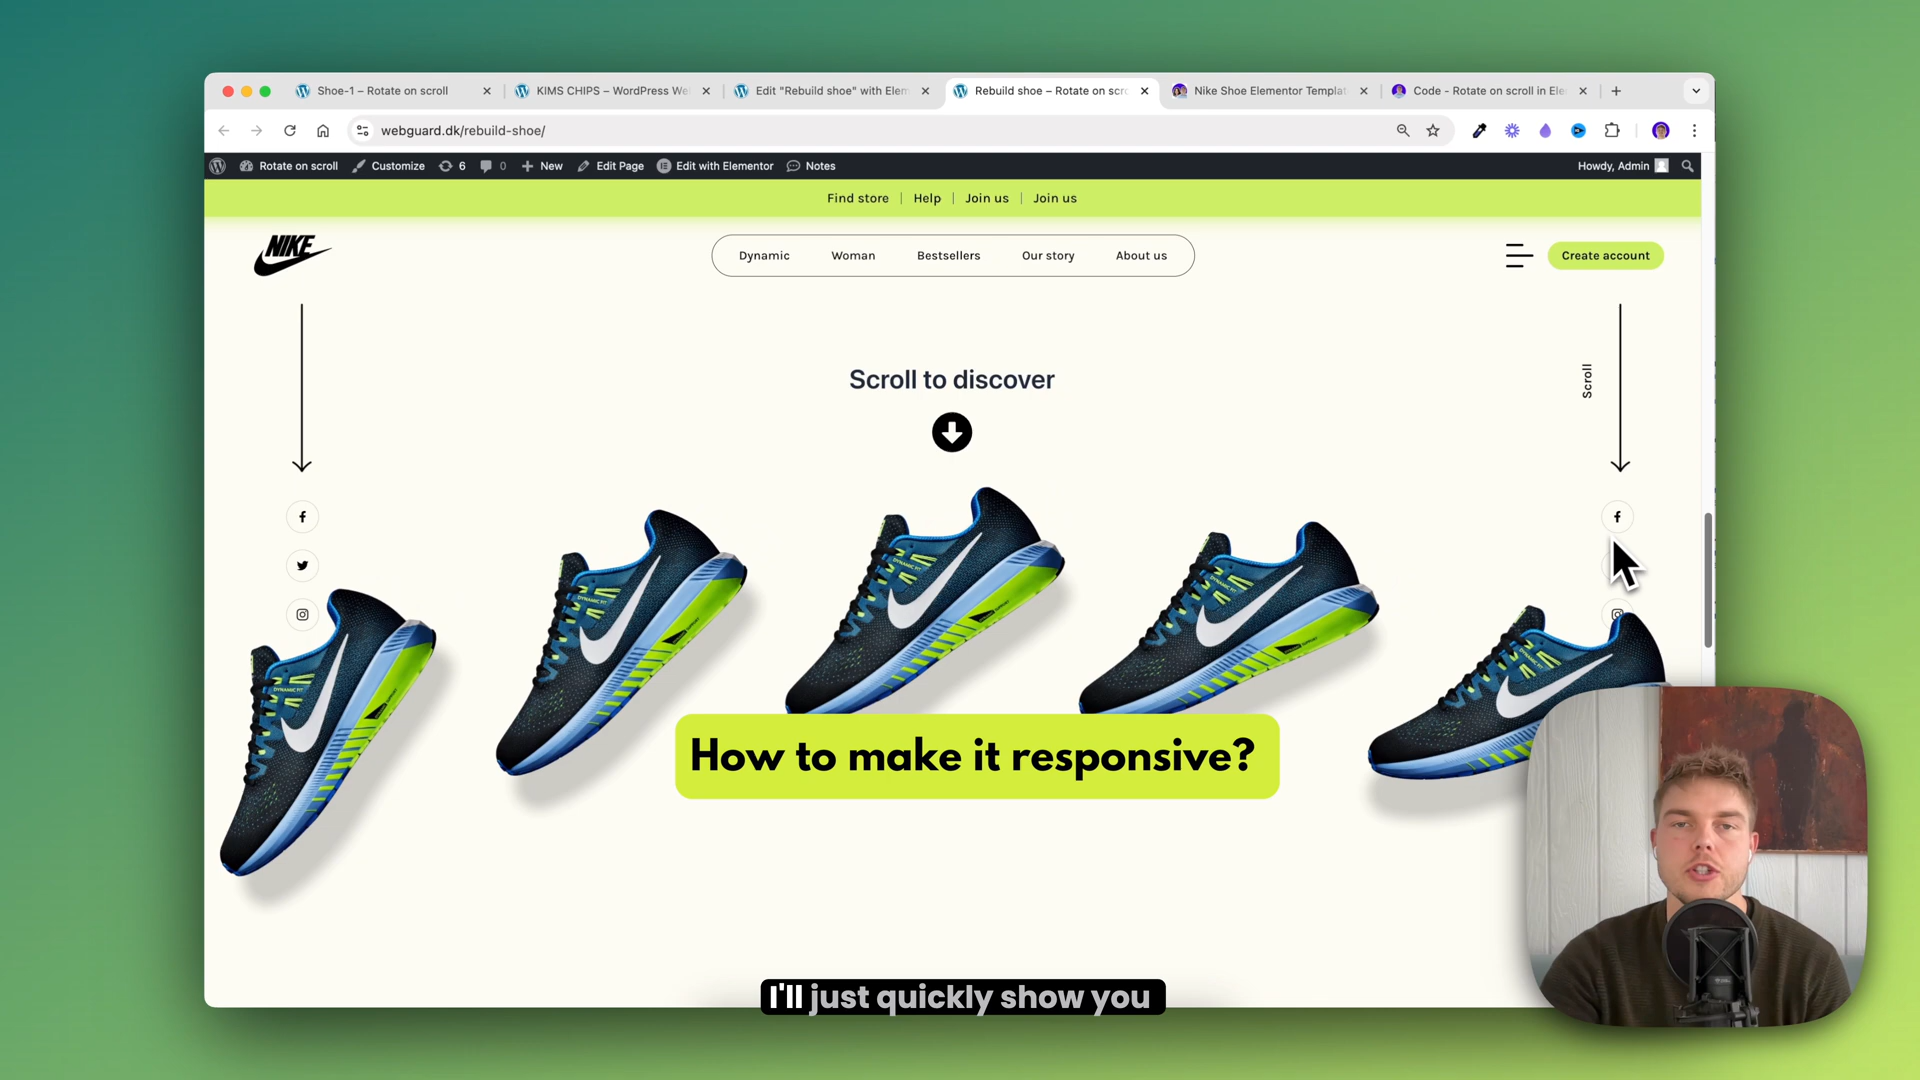 Shoe-1 – Rotate on scroll
KIMS CHIPS – WordPress We
Edit "Rebuild shoe" with Elem
Rebuild shoe – Rotate on scr
Nike Shoe Elementor Templat
Code - Rotate on scroll in Ele
webguard.dk/rebuild-shoe/
Rotate on scroll
Customize
6
0
New
Edit Page
Edit with Elementor
Notes
Howdy, Admin
Find store | Help | Join us | Join us
NIKE
Dynamic
Woman
Bestsellers
Our story
About us
Create account
Scroll to discover
Scroll
How to make it responsive?
I'll just quickly show you